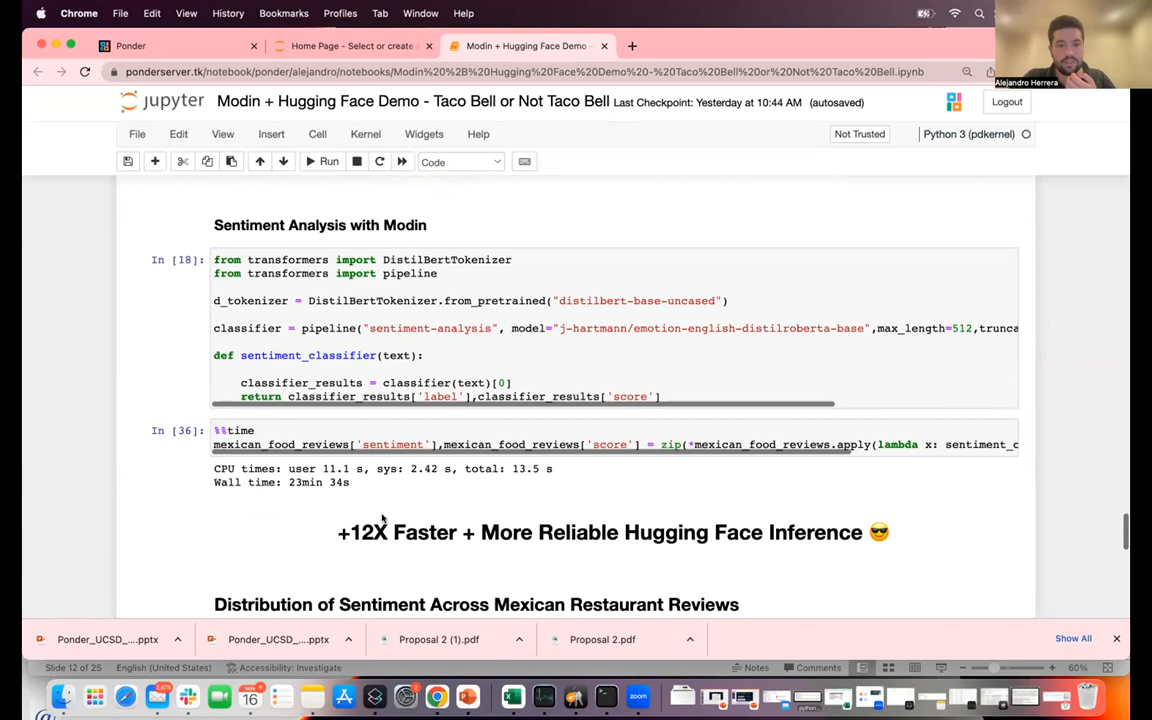 Chrome File Edit View History Bookmarks Profiles Tab Window Help
Ponder
Home Page - Select or create
Modin + Hugging Face Demo -
ponderserver.tk/notebook/ponder/alejandro/notebooks/Modin%20%2B%20Hugging%20Face%20Demo%20-%20Taco%20Bell%20or%20Not%20Taco%20Bell.ipynb
Alejandro Herrera
jupyter Modin + Hugging Face Demo - Taco Bell or Not Taco Bell Last Checkpoint: Yesterday at 10:44 AM (autosaved)
Logout
File Edit View Insert Cell Kernel Widgets Help
Not Trusted
Python 3 (pdkernel)
Run
Code
Sentiment Analysis with Modin
In [18]: from transformers import DistilBertTokenizer
from transformers import pipeline
d_tokenizer = DistilBertTokenizer.from_pretrained("distilbert-base-uncased")
classifier = pipeline("sentiment-analysis", model="j-hartmann/emotion-english-distilroberta-base",max_length=512,trunca
def sentiment_classifier(text):
classifier_results = classifier(text)[0]
return classifier_results['label'],classifier_results['score']
In [36]: %%time
mexican_food_reviews['sentiment'],mexican_food_reviews['score'] = zip(*mexican_food_reviews.apply(lambda x: sentiment_c
CPU times: user 11.1 s, sys: 2.42 s, total: 13.5 s
Wall time: 23min 34s
+12X Faster + More Reliable Hugging Face Inference 😎
Distribution of Sentiment Across Mexican Restaurant Reviews
Ponder_UCSD_....pptx
Ponder_UCSD_....pptx
Proposal 2 (1).pdf
Proposal 2.pdf
Show All
Slide 12 of 25
English (United States)
Accessibility: Investigate
Notes
Comments
60%
NOV
16
zoom